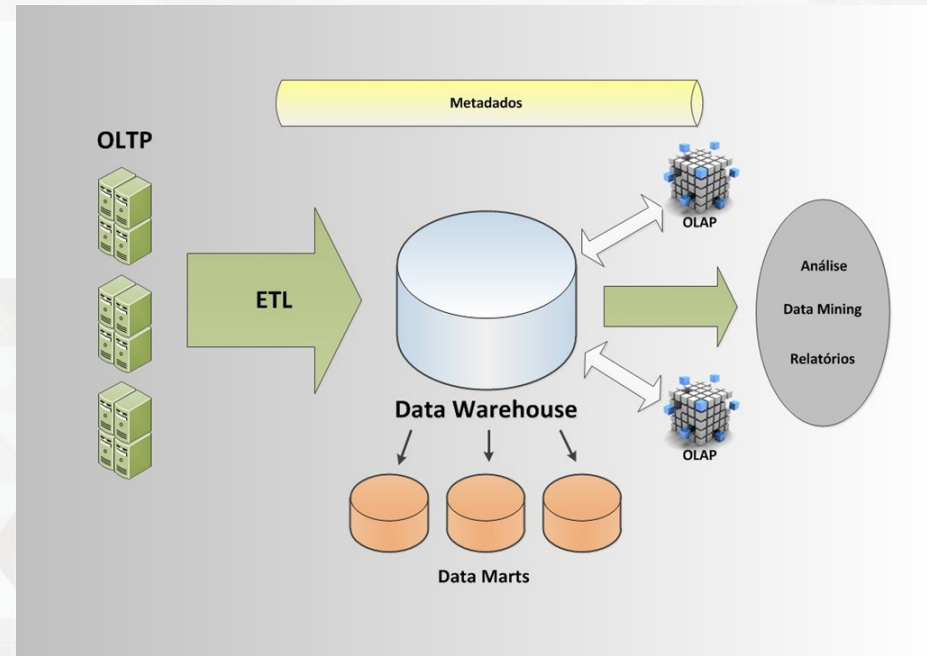 Metadados
OLTP
OLAP
ETL
Análise
Data Mining
Relatórios
Data Warehouse
OLAP
Data Marts